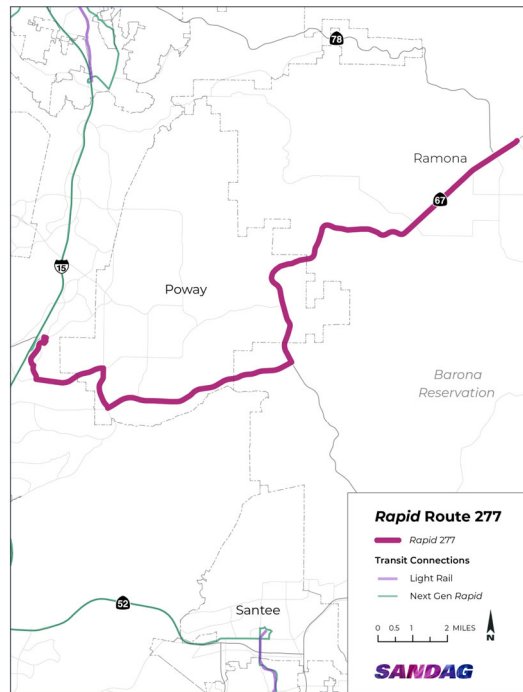 78
Ramona
67
15
Poway
Barona
Reservation
52
Santee
Rapid Route 277
Rapid 277
Transit Connections
Light Rail
Next Gen Rapid
0 0.5 1 2 MILES
N
SANDAG